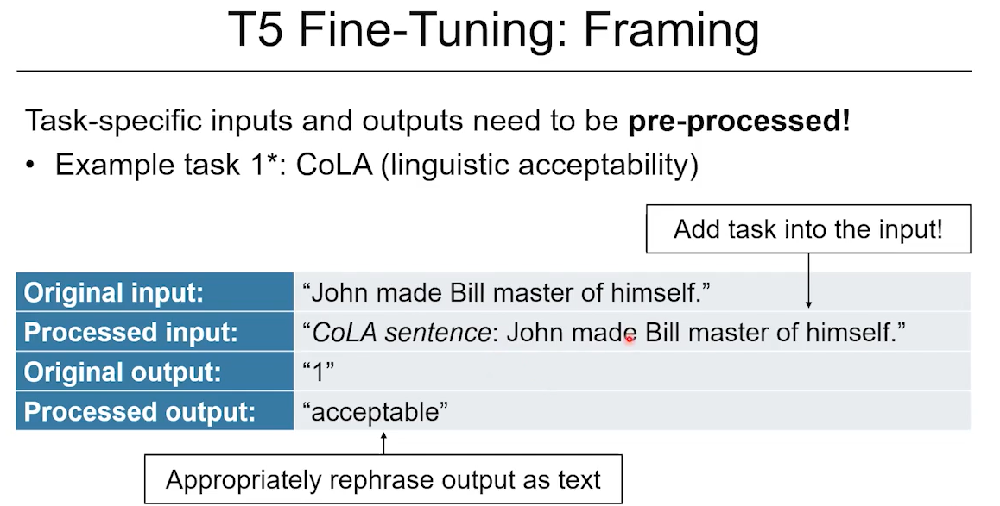 T5 Fine-Tuning: Framing
Task-specific inputs and outputs need to be pre-processed!
• Example task 1*: CoLA (linguistic acceptability)
Add task into the input!
Original input: “John made Bill master of himself.”
Processed input: “CoLA sentence: John made Bill master of himself.”
Original output: “1”
Processed output: “acceptable”
Appropriately rephrase output as text